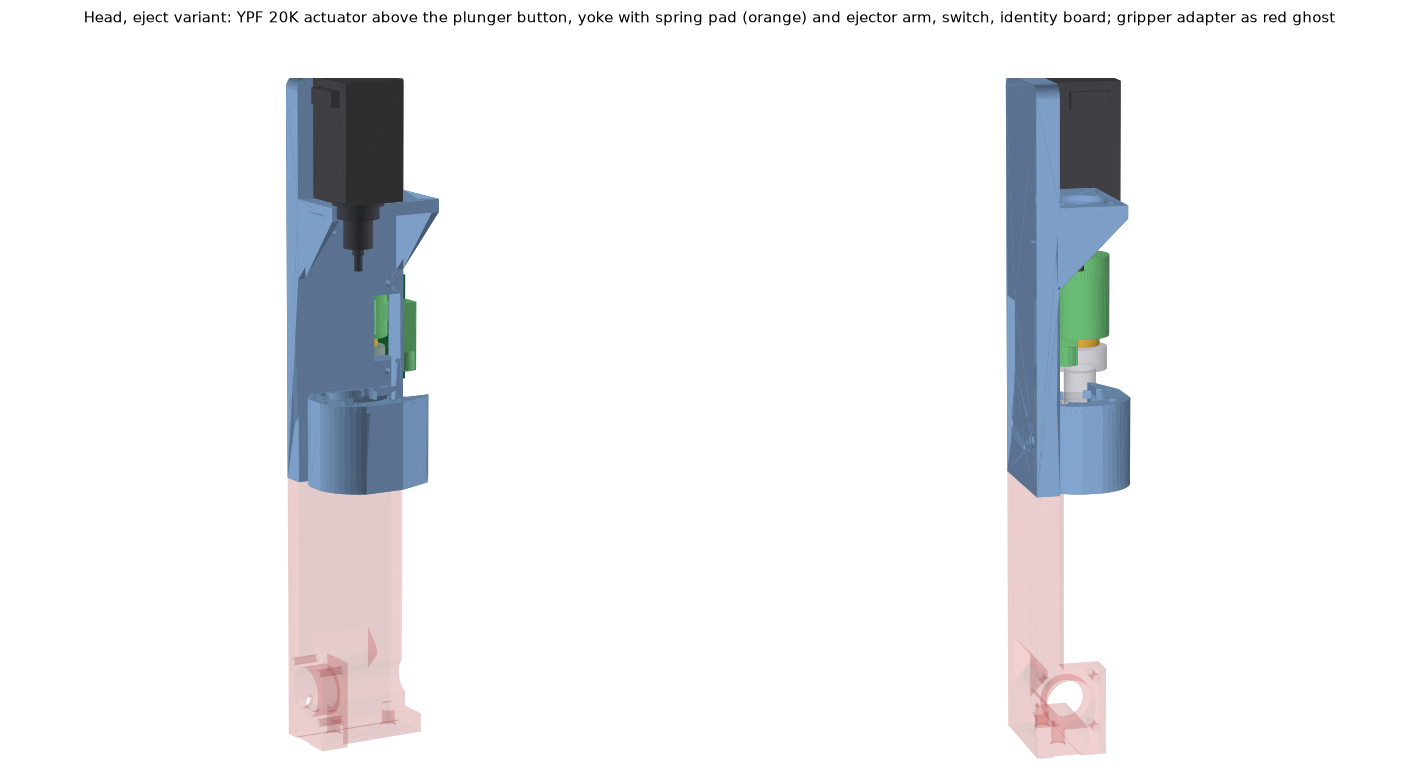 Head, eject variant: YPF 20K actuator above the plunger button, yoke with spring pad (orange) and ejector arm, switch, identity board; gripper adapter as red ghost